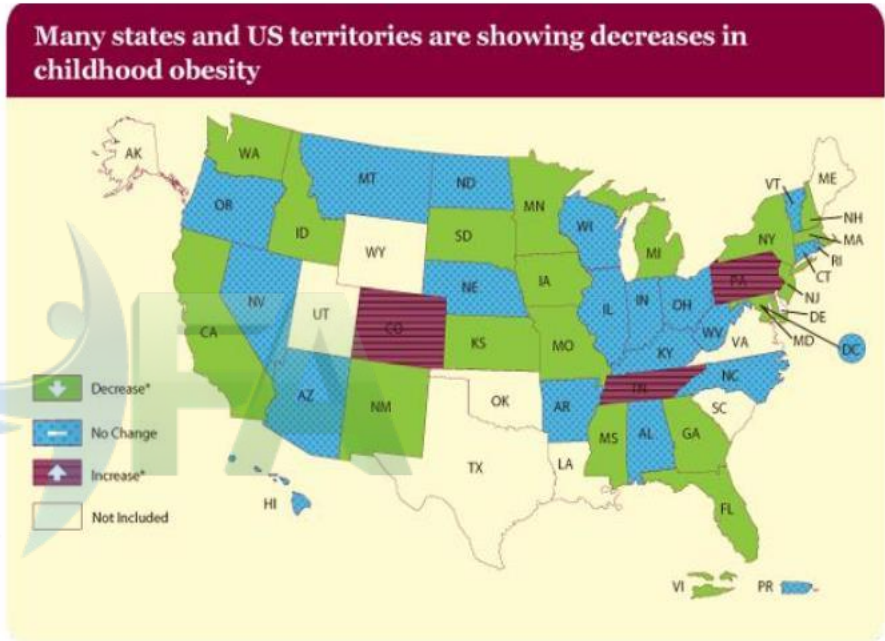 Many states and US territories are showing decreases in
childhood obesity
AK
WA
MT
ND
MN
VT
ME
OR
ID
SD
WI
MI
NY
NH
MA
RI
CT
WY
IA
PA
NJ
NV
NE
IL
IN
OH
DE
UT
CO
WV
VA
MD
DC
CA
KS
MO
KY
Decrease*
AZ
NM
OK
AR
TN
NC
SC
No Change
MS
AL
GA
Increase*
TX
LA
Not Included
HI
FL
VI
PR
IFA